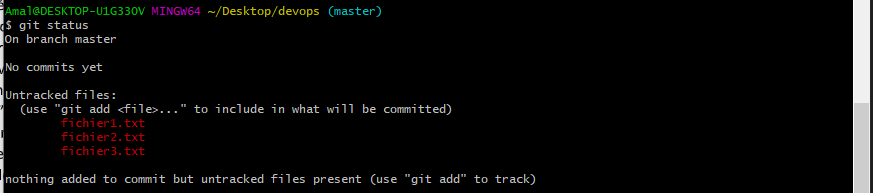 Amal@DESKTOP-U1G33OV MINGW64 ~/Desktop/devops (master)
$ git status
On branch master
No commits yet
Untracked files:
(use "git add <file>..." to include in what will be committed)
fichier1.txt
fichier2.txt
fichier3.txt
nothing added to commit but untracked files present (use "git add" to track)